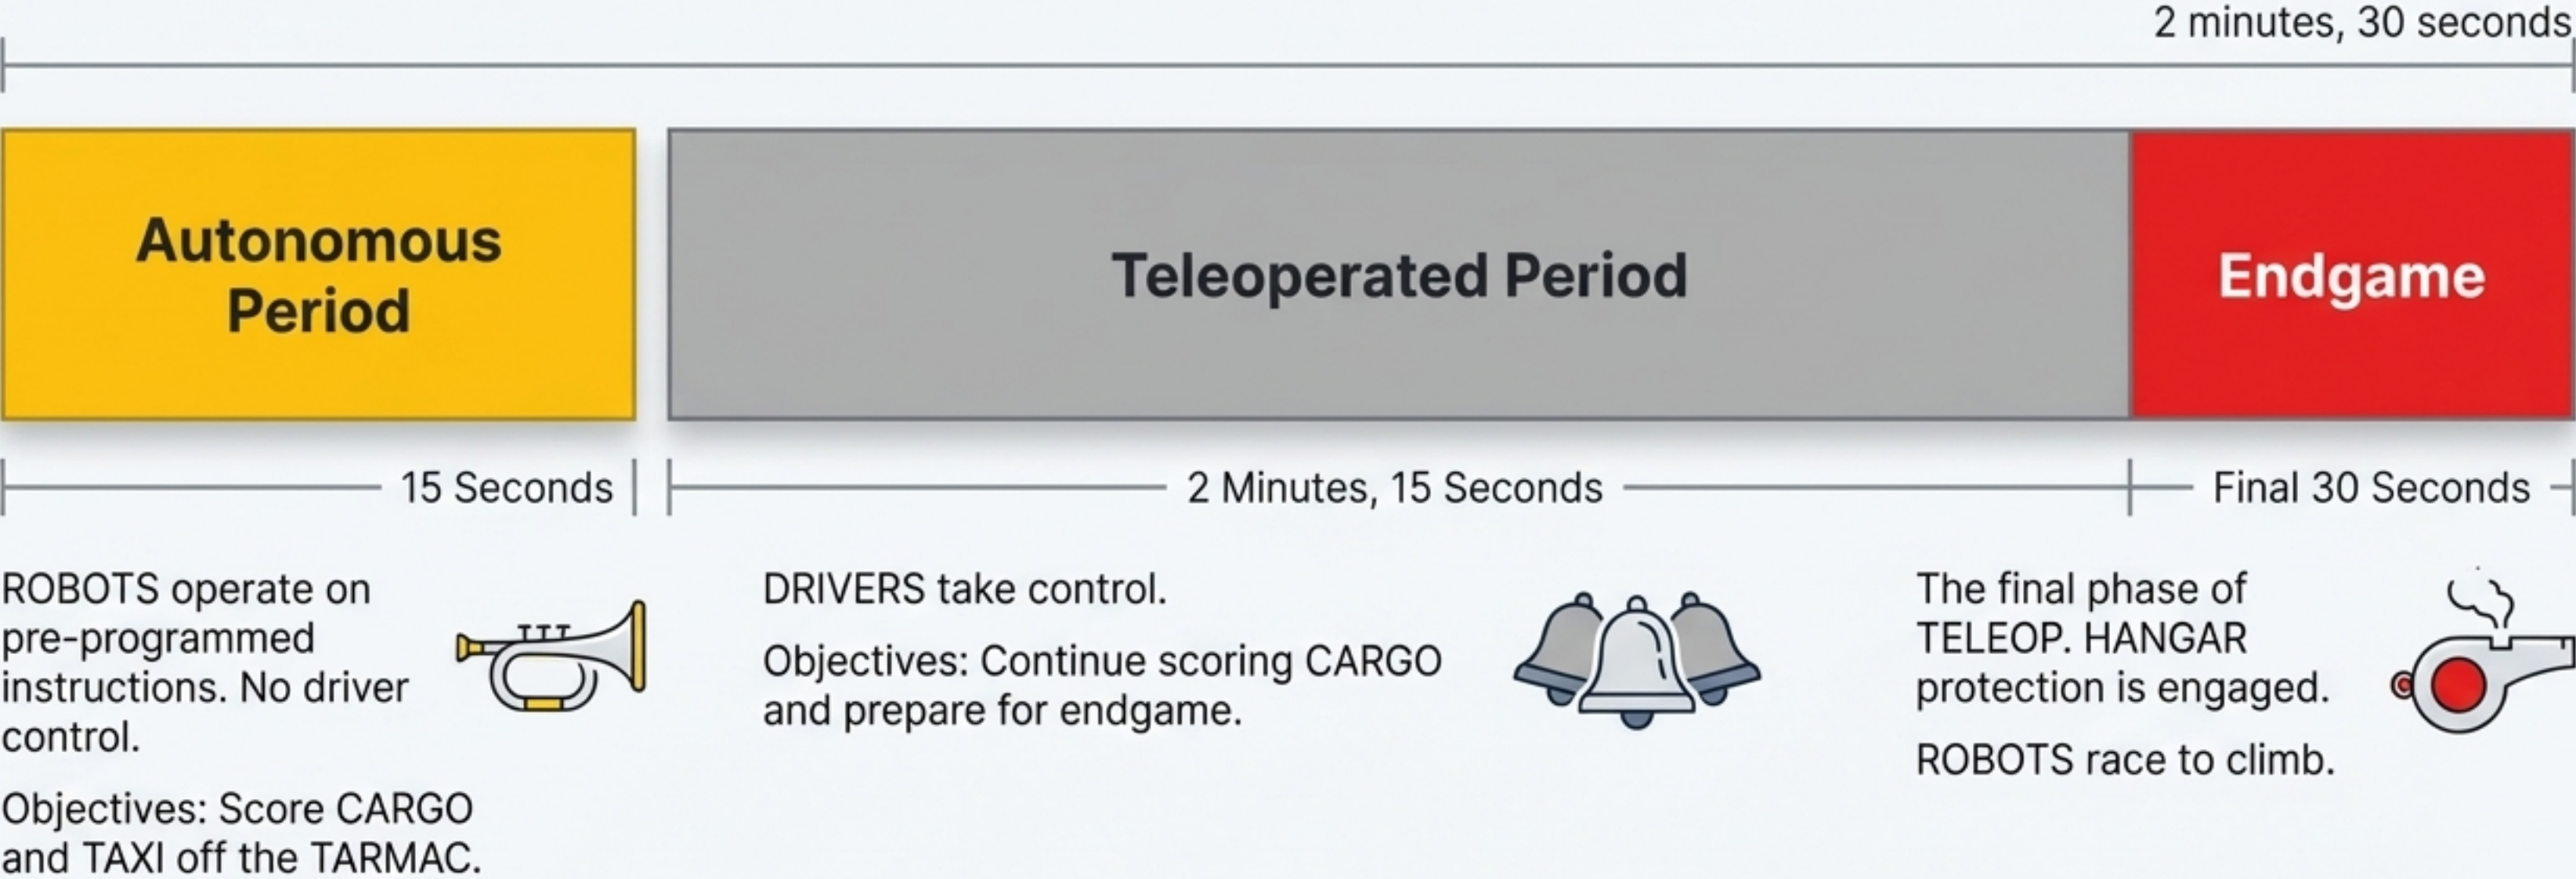 2 minutes, 30 seconds
Autonomous
Period
Teleoperated Period
Endgame
15 Seconds
2 Minutes, 15 Seconds
Final 30 Seconds
ROBOTS operate on
pre-programmed
instructions. No driver
control.
Objectives: Score CARGO
and TAXI off the TARMAC.
DRIVERS take control.
Objectives: Continue scoring CARGO
and prepare for endgame.
The final phase of
TELEOP. HANGAR
protection is engaged.
ROBOTS race to climb.